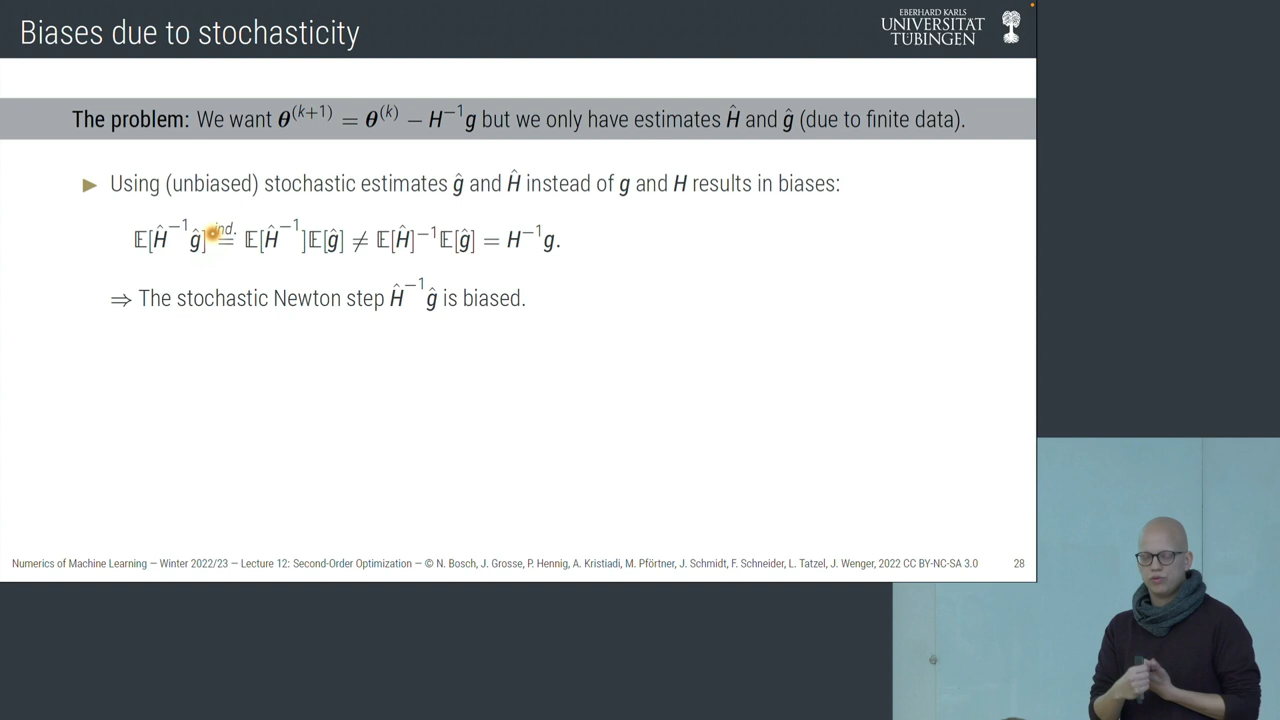 Biases due to stochasticity
EBERHARD KARLS
UNIVERSITÄT
TÜBINGEN
The problem: We want θ^(k+1) = θ^(k) − H^−1 g but we only have estimates Ĥ and ĝ (due to finite data).
▶ Using (unbiased) stochastic estimates ĝ and Ĥ instead of g and H results in biases:
𝔼[Ĥ^−1 ĝ] =^ind. 𝔼[Ĥ^−1]𝔼[ĝ] ≠ 𝔼[Ĥ]^−1 𝔼[ĝ] = H^−1 g.
⇒ The stochastic Newton step Ĥ^−1 ĝ is biased.
Numerics of Machine Learning — Winter 2022/23 — Lecture 12: Second-Order Optimization — © N. Bosch, J. Grosse, P. Hennig, A. Kristiadi, M. Pförtner, J. Schmidt, F. Schneider, L. Tatzel, J. Wenger, 2022 CC BY-NC-SA 3.0 28